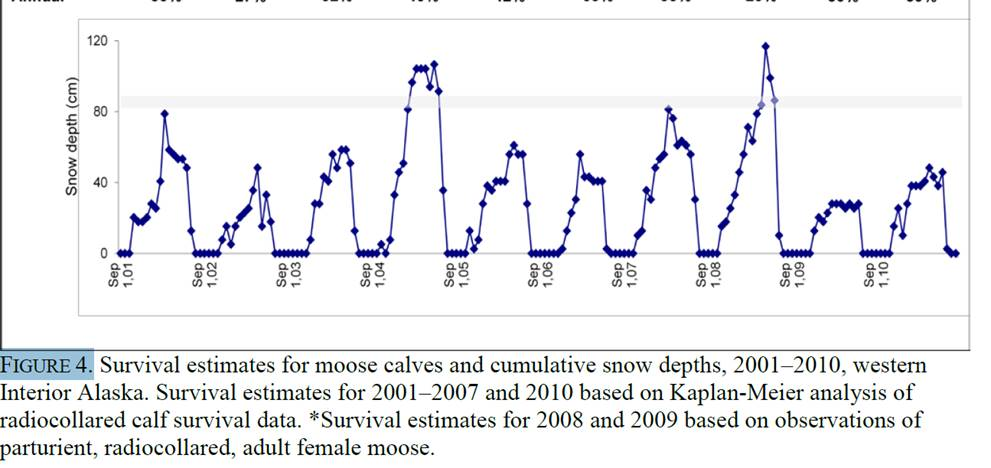 120
80
40
0
Snow depth (cm)
Sep 1.01
Sep 1.02
Sep 1.03
Sep 1.04
Sep 1.05
Sep 1.06
Sep 1.07
Sep 1.08
Sep 1.09
Sep 1.10
FIGURE 4. Survival estimates for moose calves and cumulative snow depths, 2001–2010, western
Interior Alaska. Survival estimates for 2001–2007 and 2010 based on Kaplan-Meier analysis of
radiocollared calf survival data. *Survival estimates for 2008 and 2009 based on observations of
parturient, radiocollared, adult female moose.